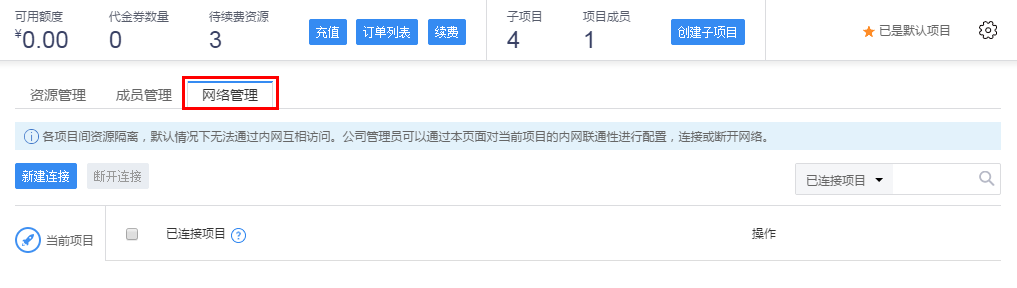 可用额度 代金券数量 待续费资源 子项目 项目成员
¥0.00 0 3 充值 订单列表 续费 4 1 创建子项目 已是默认项目
资源管理 成员管理 网络管理
各项目间资源隔离，默认情况下无法通过内网互相访问。公司管理员可以通过本页面对当前项目的内网联通性进行配置，连接或断开网络。
新建连接 断开连接 已连接项目
当前项目 已连接项目 ? 操作